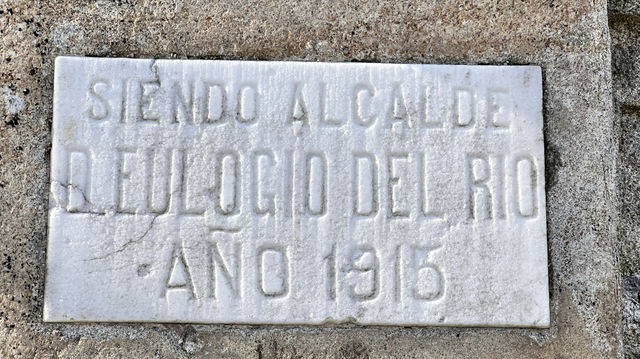 SIENDO ALCALDE
D. EULOGIO DEL RIO
AÑO 1915